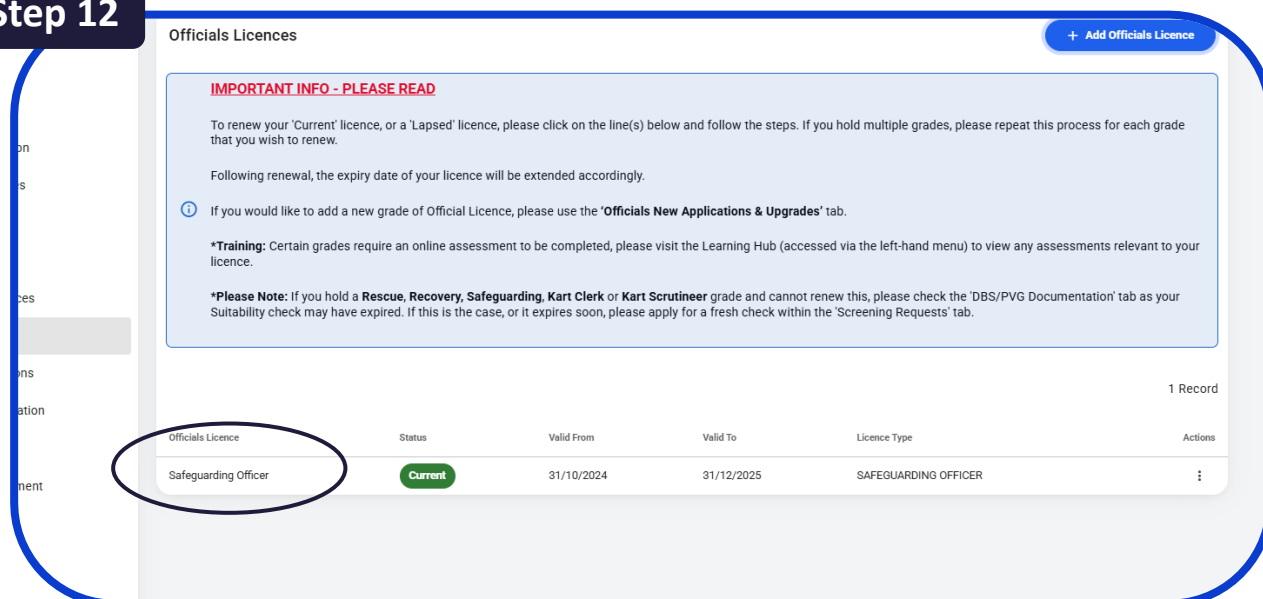 Step 12
Officials Licences
+ Add Officials Licence
IMPORTANT INFO - PLEASE READ
To renew your 'Current' licence, or a 'Lapsed' licence, please click on the line(s) below and follow the steps. If you hold multiple grades, please repeat this process for each grade
that you wish to renew.
Following renewal, the expiry date of your licence will be extended accordingly.
If you would like to add a new grade of Official Licence, please use the 'Officials New Applications & Upgrades' tab.
*Training: Certain grades require an online assessment to be completed, please visit the Learning Hub (accessed via the left-hand menu) to view any assessments relevant to your
licence.
*Please Note: If you hold a Rescue, Recovery, Safeguarding, Kart Clerk or Kart Scrutineer grade and cannot renew this, please check the 'DBS/PVG Documentation' tab as your
Suitability check may have expired. If this is the case, or it expires soon, please apply for a fresh check within the 'Screening Requests' tab.
1 Record
Officials Licence Status Valid From Valid To Licence Type Actions
Safeguarding Officer Current 31/10/2024 31/12/2025 SAFEGUARDING OFFICER